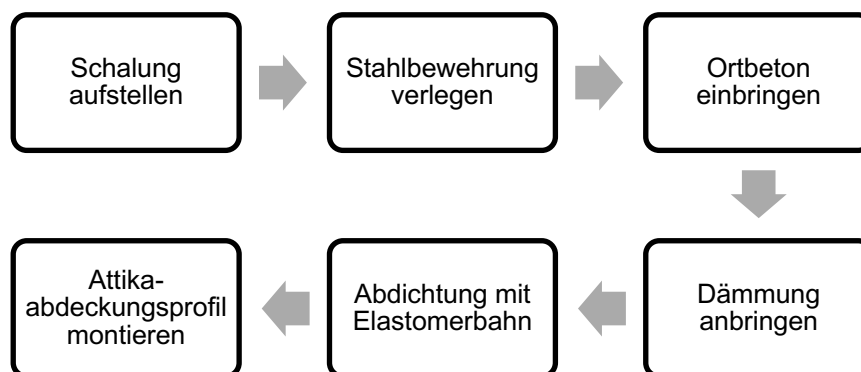 Schalung
aufstellen
Stahlbewehrung
verlegen
Ortbeton
einbringen
Dämmung
anbringen
Abdichtung mit
Elastomerbahn
Attika-
abdeckungsprofil
montieren